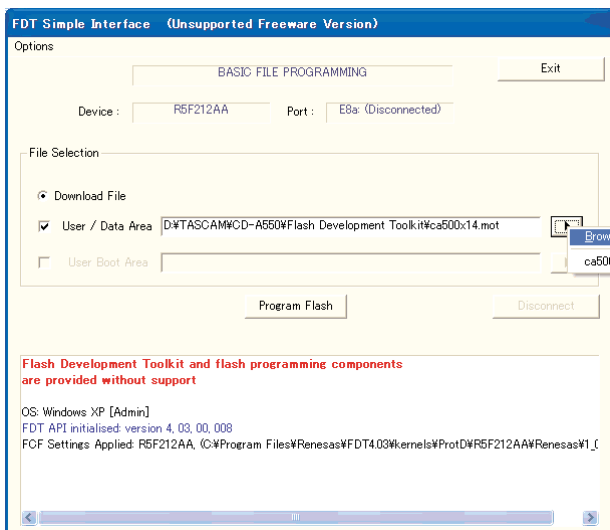 FDT Simple Interface (Unsupported Freeware Version)
Options
BASIC FILE PROGRAMMING
Exit
Device :
R5F212AA
Port :
E8a: (Disconnected)
File Selection
Download File
User / Data Area
D:¥TASCAM¥CD-A550¥Flash Development Toolkit¥ca500x14.mot
Brow
User Boot Area
ca500
Program Flash
Disconnect
Flash Development Toolkit and flash programming components
are provided without support
OS: Windows XP [Admin]
FDT API initialised: version 4, 03, 00, 008
FCF Settings Applied: R5F212AA, (C:¥Program Files¥Renesas¥FDT4.03¥kernels¥ProtD¥R5F212AA¥Renesas¥1_0